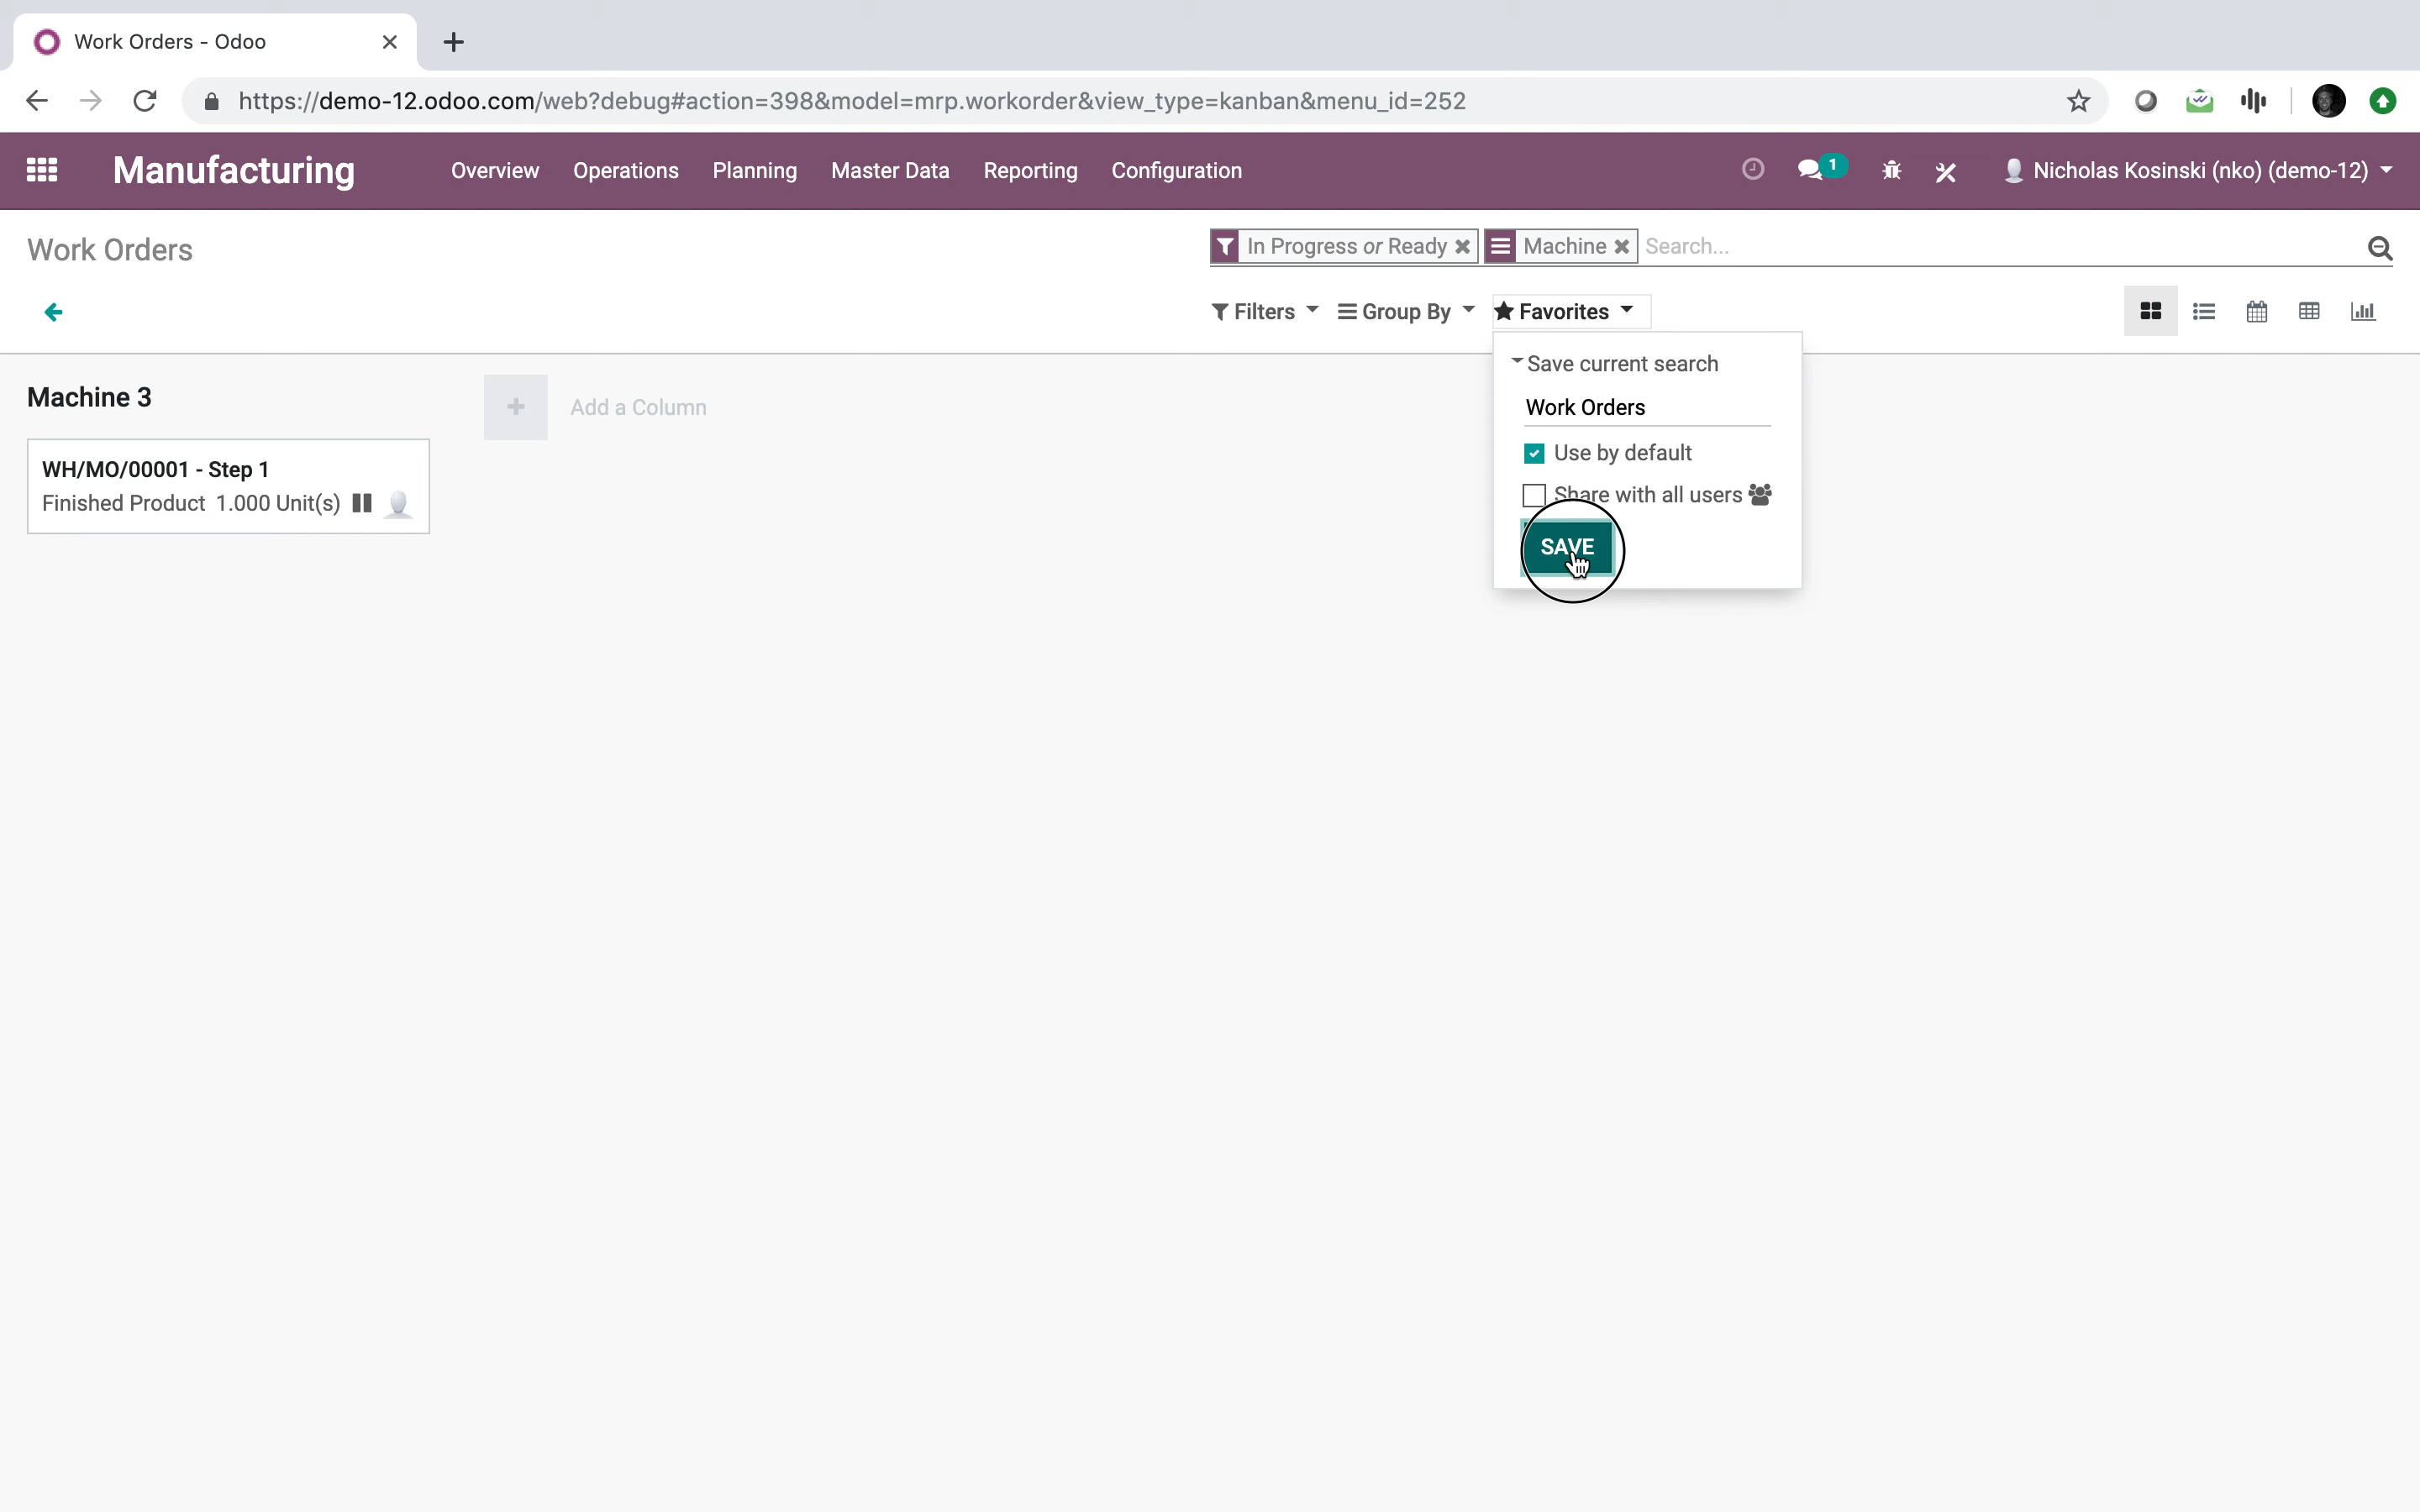 Work Orders - Odoo
https://demo-12.odoo.com/web?debug#action=398&model=mrp.workorder&view_type=kanban&menu_id=252
Manufacturing Overview Operations Planning Master Data Reporting Configuration 1 Nicholas Kosinski (nko) (demo-12)
Work Orders In Progress or Ready Machine Search...
Filters Group By Favorites
Save current search
Work Orders
Use by default
Share with all users
SAVE
Machine 3
Add a Column
WH/MO/00001 - Step 1
Finished Product 1.000 Unit(s)